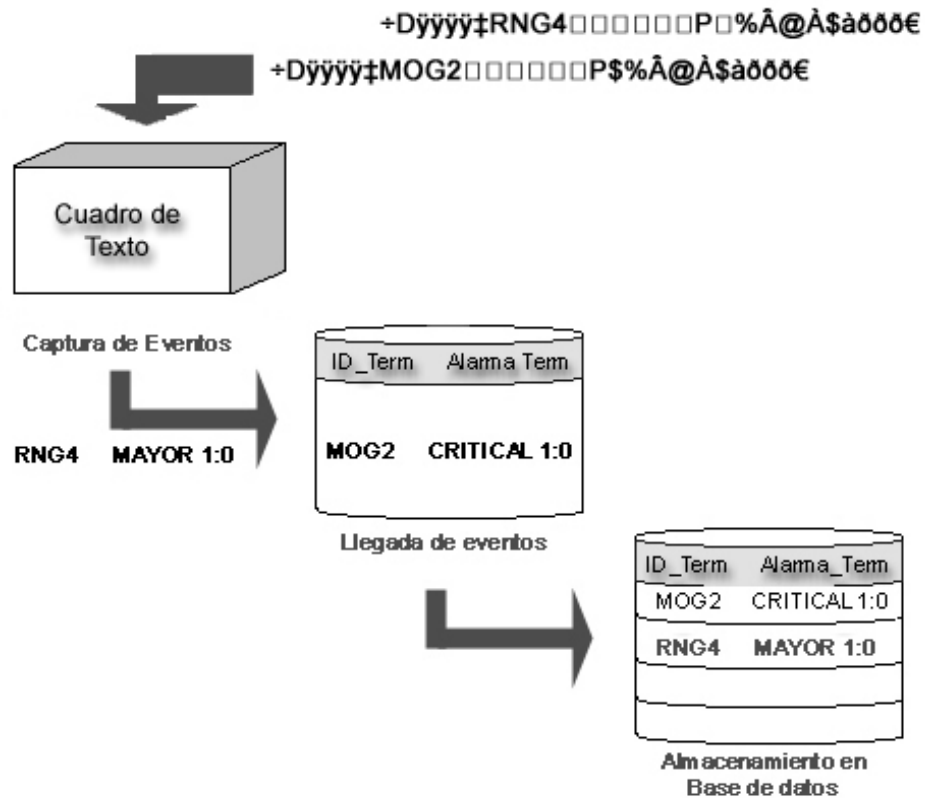 ÷Dÿÿÿÿ‡RNG4□□□□□□P□%Â@À$àððð€
÷Dÿÿÿÿ‡MOG2□□□□□□P$%Â@À$àððð€
Cuadro de
Texto
Captura de Eventos
RNG4 MAYOR 1:0
ID_Term Alarma Term
MOG2 CRITICAL 1:0
Llegada de eventos
ID_Term Alarma_Term
MOG2 CRITICAL 1:0
RNG4 MAYOR 1:0
Almacenamiento en
Base de datos